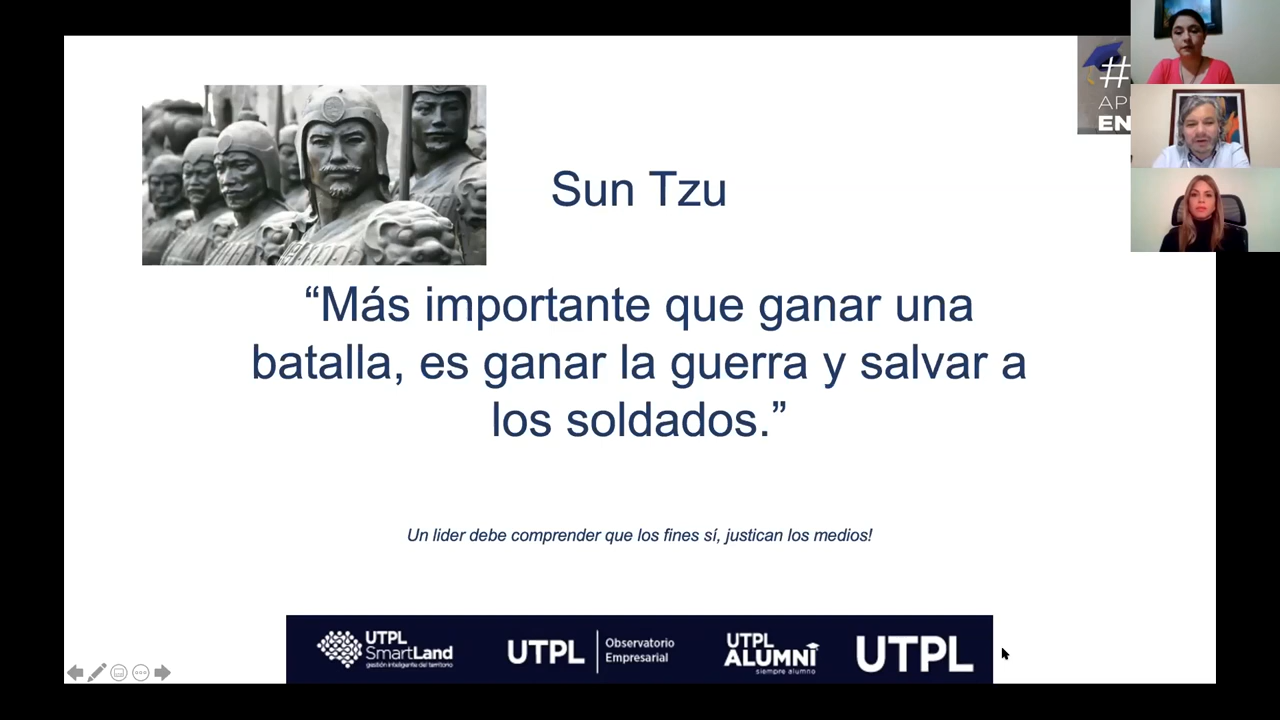 #
AP
EN
Sun Tzu
“Más importante que ganar una
batalla, es ganar la guerra y salvar a
los soldados.”
Un lider debe comprender que los fines sí, justican los medios!
UTPL
SmartLand
gestión inteligente del territorio
UTPL
Observatorio
Empresarial
UTPL
ALUMNI
siempre alumno
UTPL